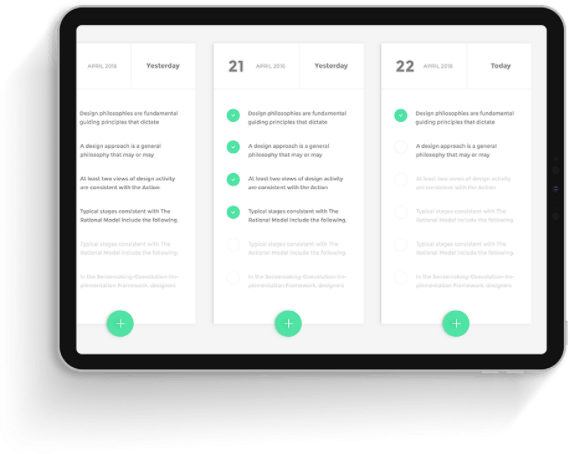 APRIL 2016
Yesterday
Design philosophies are fundamental
guiding principles that dictate
A design approach is a general
philosophy that may or may
At least two views of design activity
are consistent with the Action
Typical stages consistent with The
Rational Model include the following.
Typical stages consistent with The
Rational Model include the following.
In the Sensemaking-Coevolution-Im-
plementation Framework, designers
21
APRIL 2016
Yesterday
Design philosophies are fundamental
guiding principles that dictate
A design approach is a general
philosophy that may or may
At least two views of design activity
are consistent with the Action
Typical stages consistent with The
Rational Model include the following.
Typical stages consistent with The
Rational Model include the following.
In the Sensemaking-Coevolution-Im-
plementation Framework, designers
22
APRIL 2016
Today
Design philosophies are fundamental
guiding principles that dictate
A design approach is a general
philosophy that may or may
At least two views of design activity
are consistent with the Action
Typical stages consistent with The
Rational Model include the following.
Typical stages consistent with The
Rational Model include the following.
In the Sensemaking-Coevolution-Im-
plementation Framework, designers